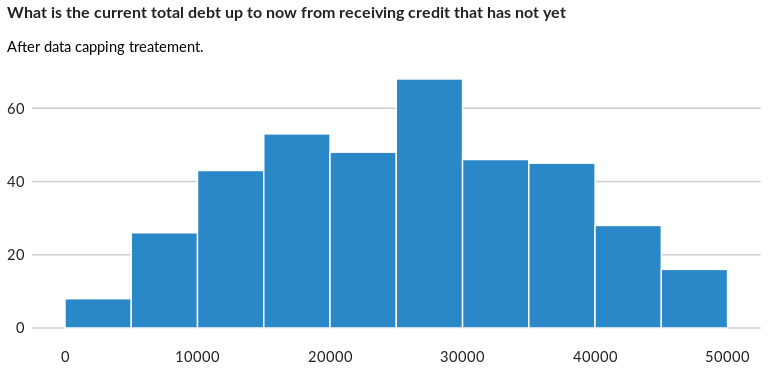 What is the current total debt up to now from receiving credit that has not yet
After data capping treatement.
60
40
20
0
0 10000 20000 30000 40000 50000